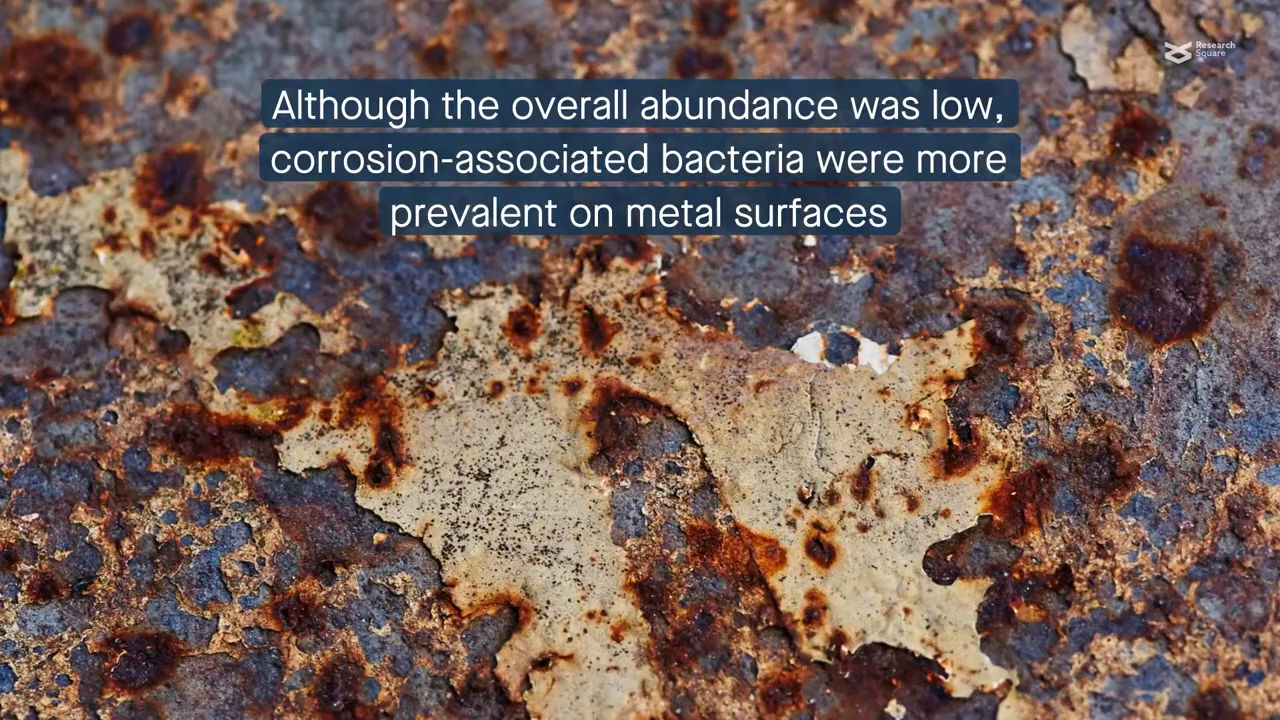 Research
Square
Although the overall abundance was low,
corrosion-associated bacteria were more
prevalent on metal surfaces